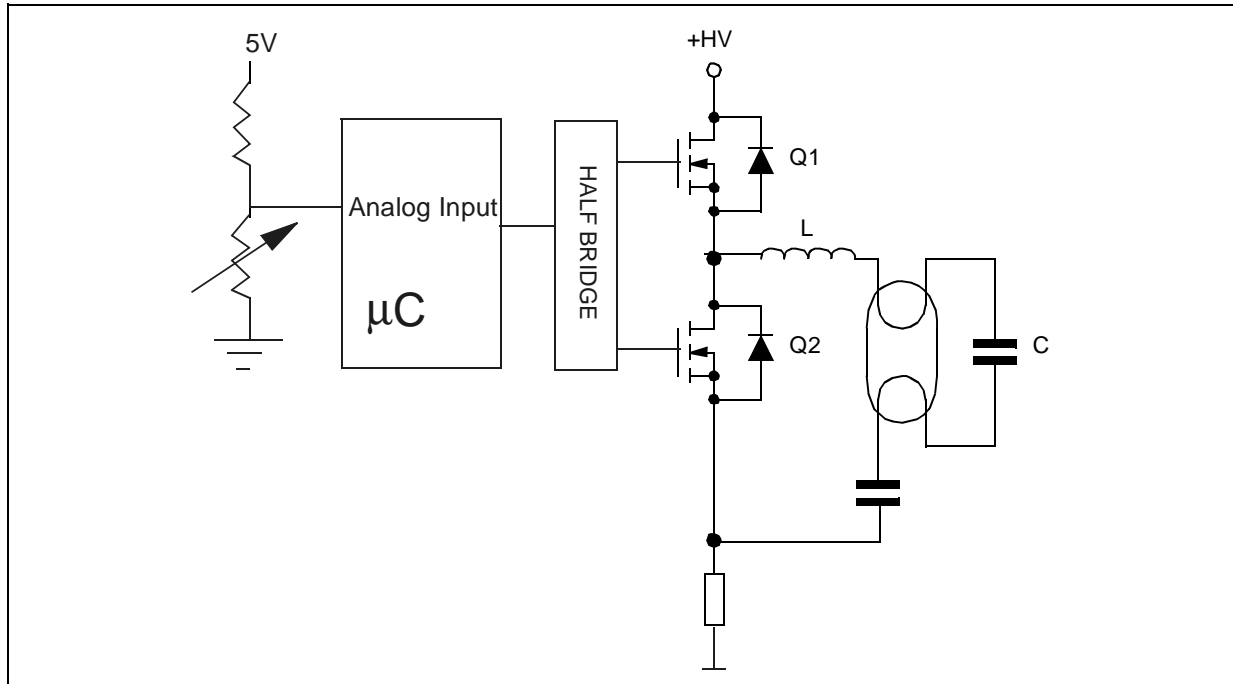 5V
+HV
Analog Input
μC
HALF BRIDGE
Q1
L
Q2
C